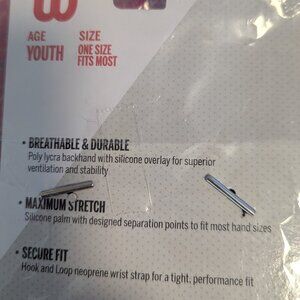 W
AGE SIZE
YOUTH ONE SIZE
FITS MOST
• BREATHABLE & DURABLE
Poly lycra backhand with silicone overlay for superior
ventilation and stability
• MAXIMUM STRETCH
Silicone palm with designed separation points to fit most hand sizes
• SECURE FIT
Hook and Loop neoprene wrist strap for a tight, performance fit